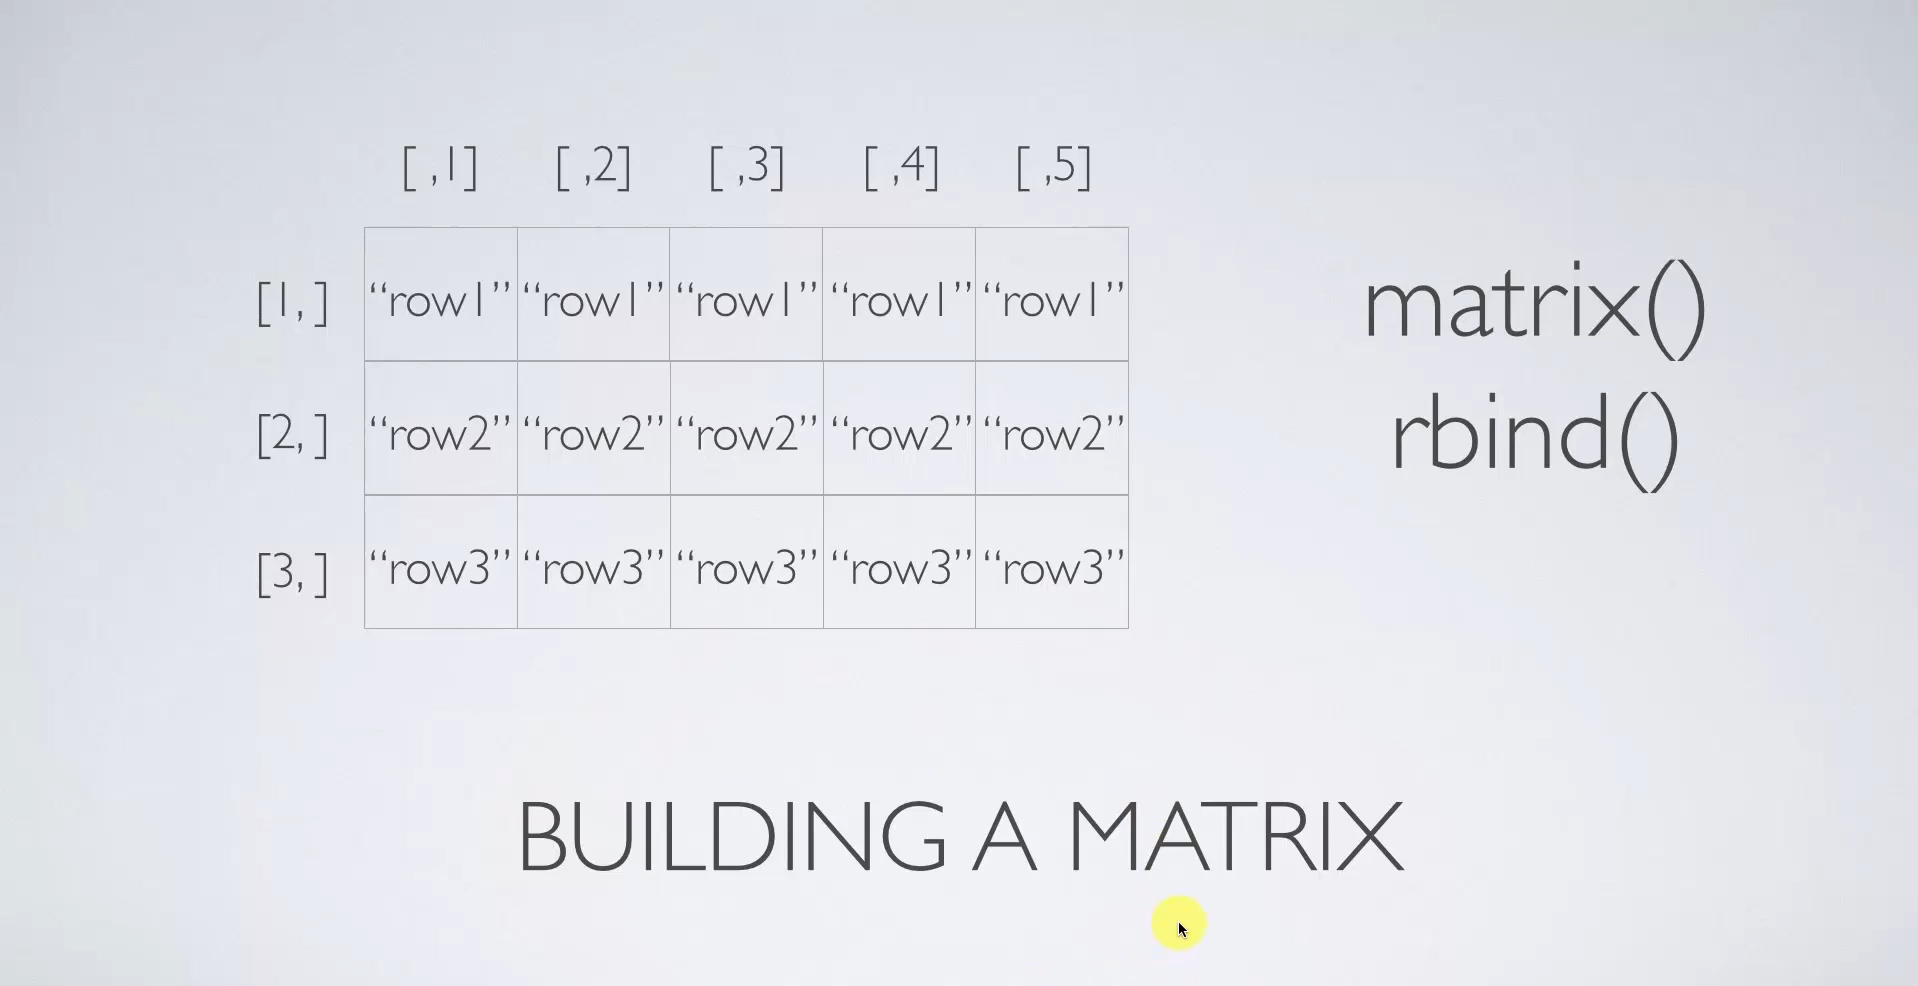 [ ,1] [ ,2] [ ,3] [ ,4] [ ,5]
[1, ] “row1” “row1” “row1” “row1” “row1”
[2, ] “row2” “row2” “row2” “row2” “row2”
[3, ] “row3” “row3” “row3” “row3” “row3”
matrix()
rbind()
BUILDING A MATRIX